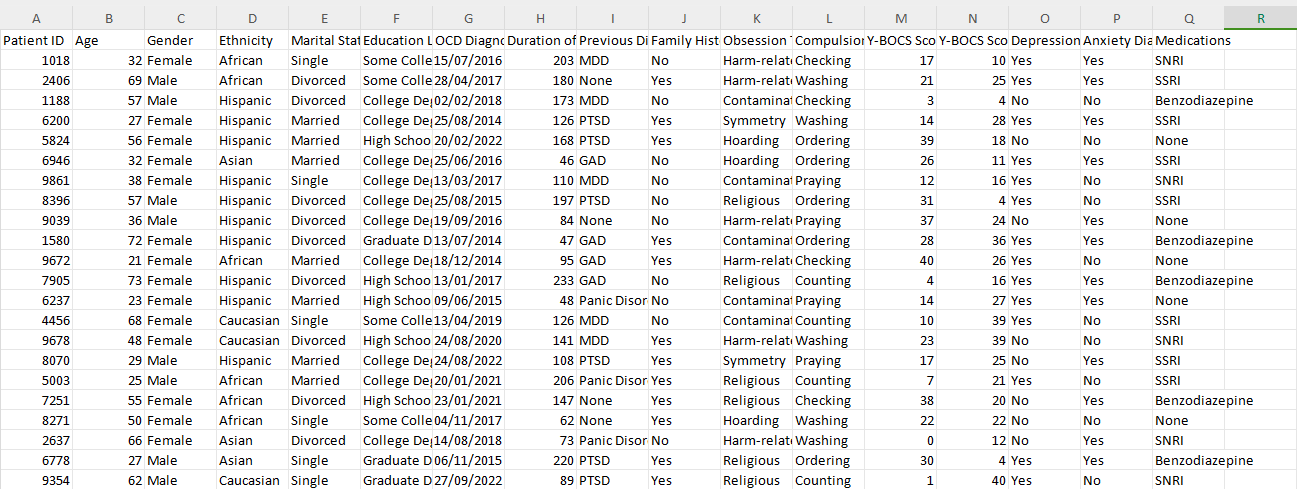 A B C D E F G H I J K L M N O P Q R
Patient ID Age Gender Ethnicity Marital Stat Education L OCD Diagno Duration of Previous Di Family Hist Obsession T Compulsion Y-BOCS Sco Y-BOCS Sco Depression Anxiety Dia Medications
1018 32 Female African Single Some Colle 15/07/2016 203 MDD No Harm-relat Checking 17 10 Yes Yes SNRI
2406 69 Male African Divorced Some Colle 28/04/2017 180 None Yes Harm-relat Washing 21 25 Yes Yes SSRI
1188 57 Male Hispanic Divorced College Deg 02/02/2018 173 MDD No Contaminat Checking 3 4 No No Benzodiazepine
6200 27 Female Hispanic Married College Deg 25/08/2014 126 PTSD Yes Symmetry Washing 14 28 Yes Yes SSRI
5824 56 Female Hispanic Married High Schoo 20/02/2022 168 PTSD Yes Hoarding Ordering 39 18 No No None
6946 32 Female Asian Married College Deg 25/06/2016 46 GAD No Hoarding Ordering 26 11 Yes Yes SSRI
9861 38 Female Hispanic Single College Deg 13/03/2017 110 MDD No Contaminat Praying 12 16 Yes No SNRI
8396 57 Male Hispanic Divorced College Deg 25/08/2015 197 PTSD No Religious Ordering 31 4 Yes No SSRI
9039 36 Male Hispanic Divorced College Deg 19/09/2016 84 None No Harm-relat Praying 37 24 No Yes None
1580 72 Female Hispanic Divorced Graduate D 13/07/2014 47 GAD Yes Contaminat Ordering 28 36 Yes Yes Benzodiazepine
9672 21 Female African Married College Deg 18/12/2014 95 GAD Yes Harm-relat Checking 40 26 Yes No None
7905 73 Female Hispanic Divorced High Schoo 13/01/2017 233 GAD No Religious Counting 4 16 Yes Yes Benzodiazepine
6237 23 Female Hispanic Married High Schoo 09/06/2015 48 Panic Disor No Contaminat Praying 14 27 Yes Yes None
4456 68 Female Caucasian Single Some Colle 13/04/2019 126 MDD No Contaminat Counting 10 39 Yes No SSRI
9678 48 Female Caucasian Divorced High Schoo 24/08/2020 141 MDD Yes Harm-relat Washing 23 39 No No SNRI
8070 29 Male Hispanic Married College Deg 23/08/2022 108 PTSD Yes Symmetry Praying 17 25 No Yes SSRI
5003 25 Male African Married College Deg 20/01/2021 206 Panic Disor Yes Religious Counting 7 21 Yes No SSRI
7251 55 Female African Divorced High Schoo 23/01/2021 147 None Yes Religious Checking 38 20 No Yes Benzodiazepine
8271 50 Female African Single Some Colle 04/11/2017 62 None Yes Hoarding Washing 22 22 No No None
2637 66 Female Asian Divorced College Deg 14/08/2018 73 Panic Disor No Harm-relat Washing 0 12 No Yes SNRI
6778 27 Male Asian Single Graduate D 06/11/2015 220 PTSD Yes Religious Ordering 30 4 Yes Yes Benzodiazepine
9354 62 Male Caucasian Single Graduate D 27/09/2022 89 PTSD Yes Religious Counting 1 40 Yes No SNRI